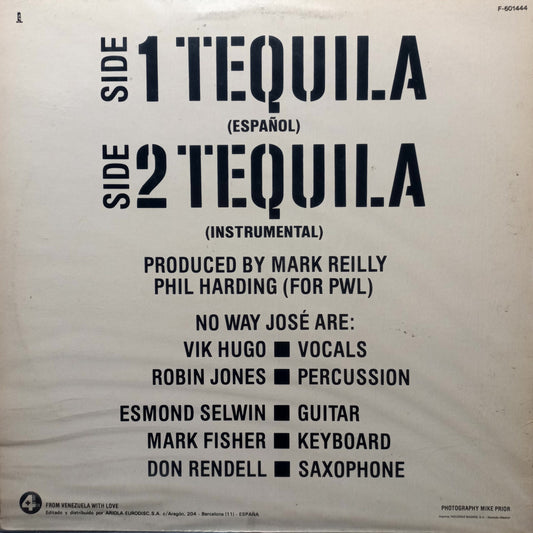 F-601444
SIDE 1 TEQUILA
(ESPAÑOL)
SIDE 2 TEQUILA
(INSTRUMENTAL)
PRODUCED BY MARK REILLY
PHIL HARDING (FOR PWL)
NO WAY JOSÉ ARE:
VIK HUGO ■ VOCALS
ROBIN JONES ■ PERCUSSION
ESMOND SELWIN ■ GUITAR
MARK FISHER ■ KEYBOARD
DON RENDELL ■ SAXOPHONE
4
FROM VENEZUELA WITH LOVE
Editado y distribuido por ARIOLA EURODISC, S.A. c/Aragón, 204 - Barcelona (11) - ESPAÑA
PHOTOGRAPHY MIKE PRIOR